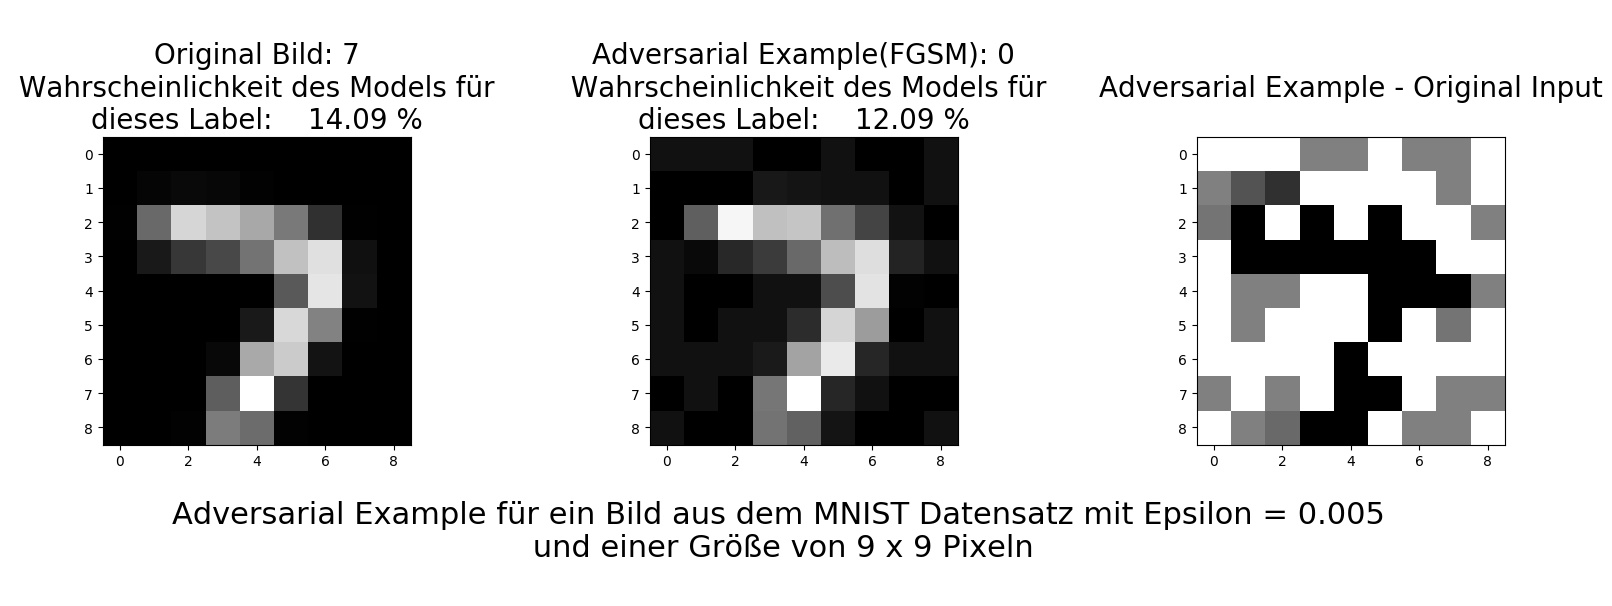 Original Bild: 7
Wahrscheinlichkeit des Models für
dieses Label: 14.09 %
Adversarial Example(FGSM): 0
Wahrscheinlichkeit des Models für
dieses Label: 12.09 %
Adversarial Example - Original Input
0
1
2
3
4
5
6
7
8
0 2 4 6 8
0
1
2
3
4
5
6
7
8
0 2 4 6 8
0
1
2
3
4
5
6
7
8
0 2 4 6 8
Adversarial Example für ein Bild aus dem MNIST Datensatz mit Epsilon = 0.005
und einer Größe von 9 x 9 Pixeln